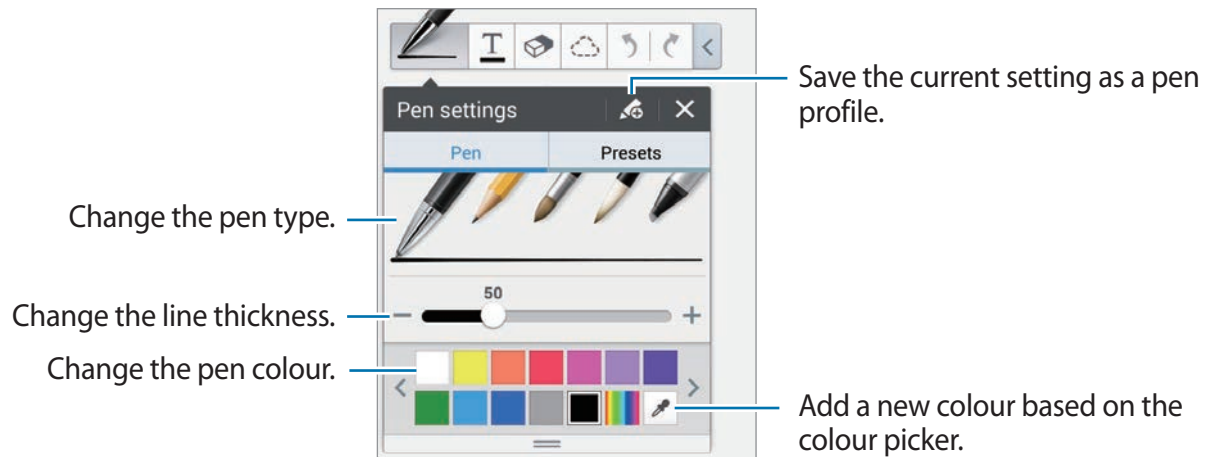 T
Save the current setting as a pen
profile.
Pen settings
Pen Presets
Change the pen type.
50
Change the line thickness.
Change the pen colour.
Add a new colour based on the
colour picker.